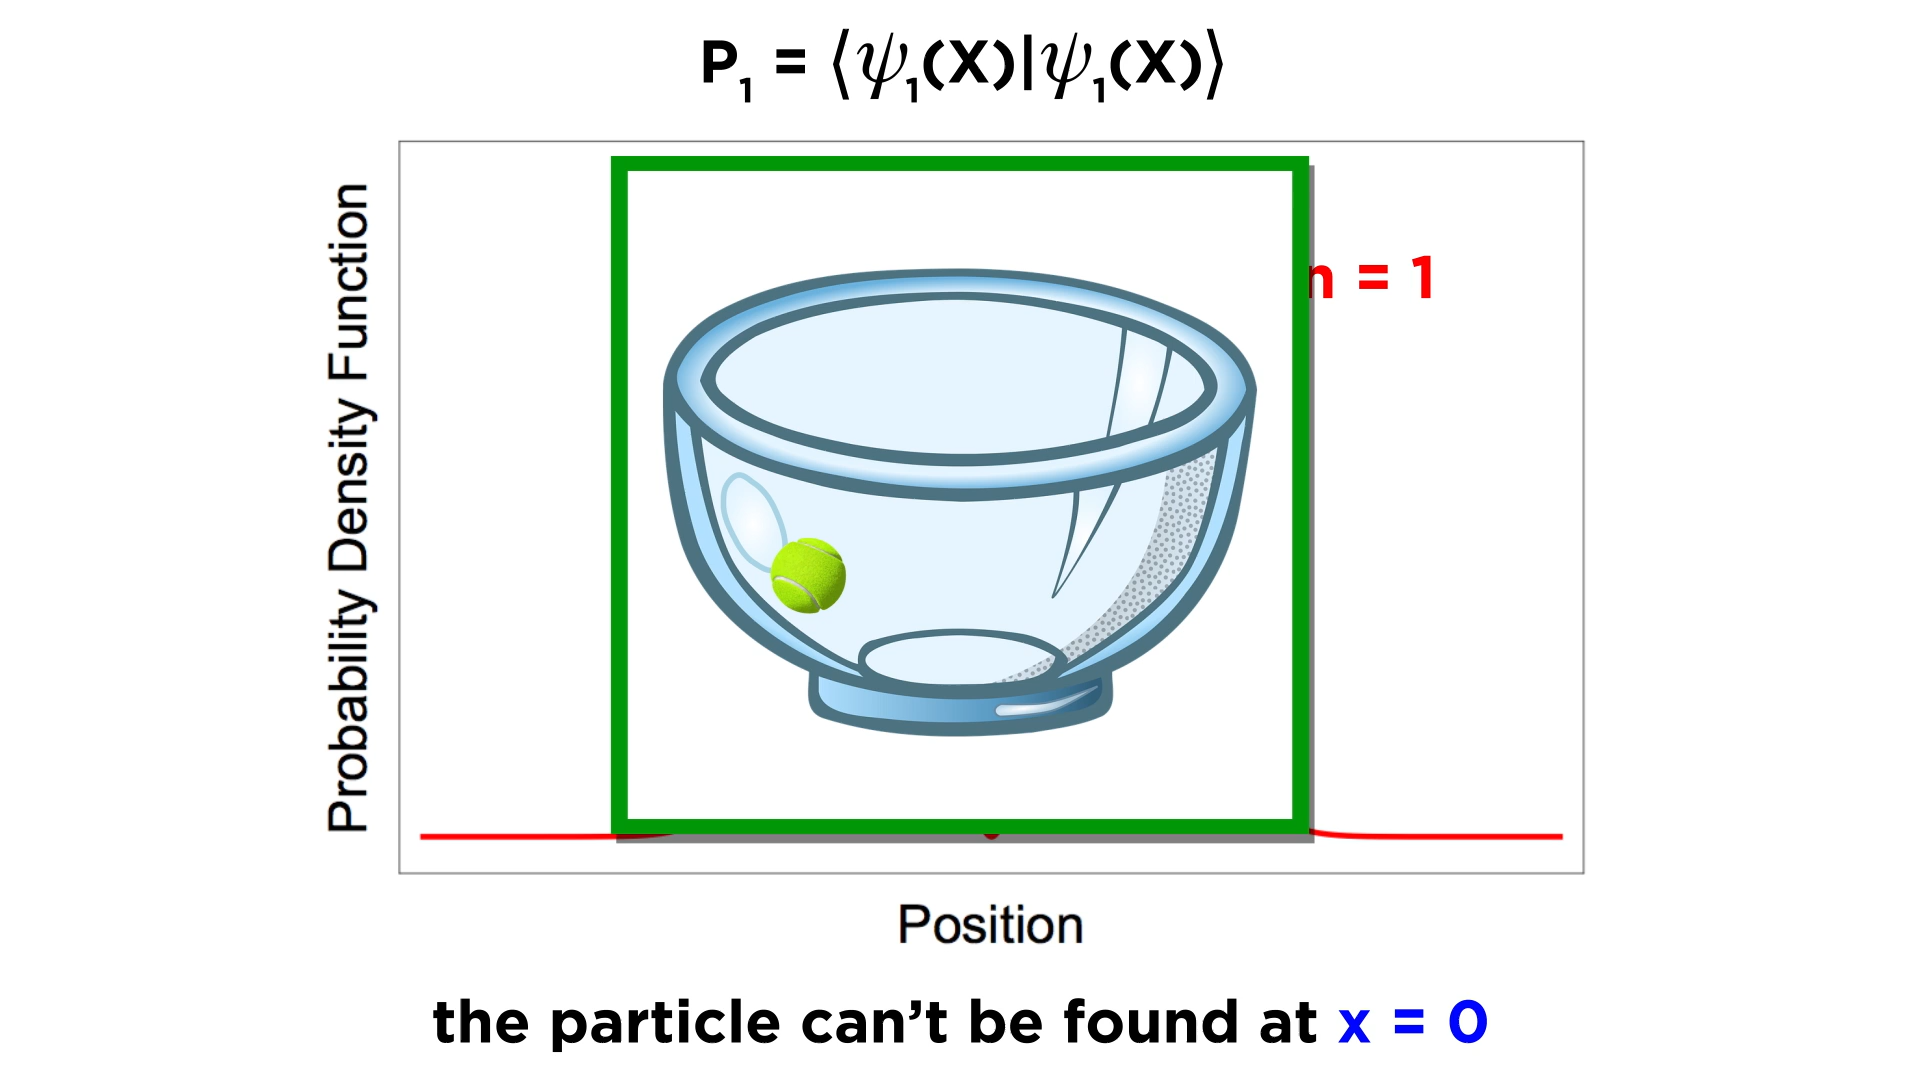 P₁ = ⟨ψ₁(X)|ψ₁(X)⟩
Probability Density Function
n = 1
Position
the particle can’t be found at x = 0